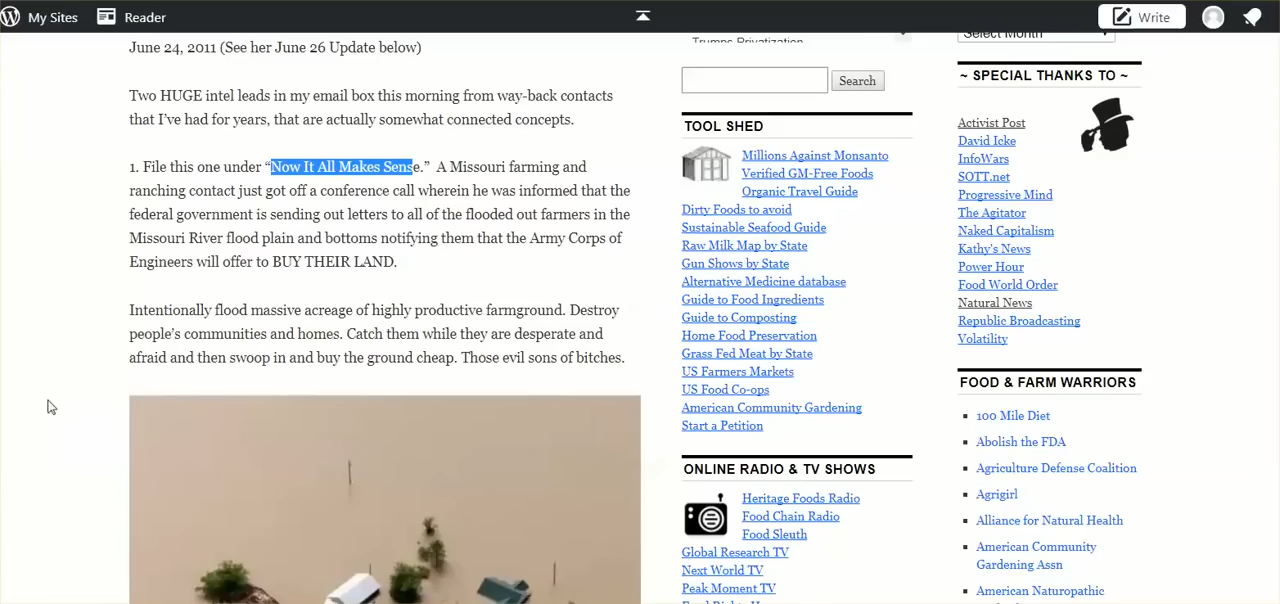 My Sites
Reader
Write
June 24, 2011 (See her June 26 Update below)
Two HUGE intel leads in my email box this morning from way-back contacts
that I've had for years, that are actually somewhat connected concepts.
1. File this one under “Now It All Makes Sense.”  A Missouri farming and
ranching contact just got off a conference call wherein he was informed that the
federal government is sending out letters to all of the flooded out farmers in the
Missouri River flood plain and bottoms notifying them that the Army Corps of
Engineers will offer to BUY THEIR LAND.
Intentionally flood massive acreage of highly productive farmground. Destroy
people's communities and homes. Catch them while they are desperate and
afraid and then swoop in and buy the ground cheap. Those evil sons of bitches.
Trumps Privatization
Search
TOOL SHED
Millions Against Monsanto
Verified GM-Free Foods
Organic Travel Guide
Dirty Foods to avoid
Sustainable Seafood Guide
Raw Milk Map by State
Gun Shows by State
Alternative Medicine database
Guide to Food Ingredients
Guide to Composting
Home Food Preservation
Grass Fed Meat by State
US Farmers Markets
US Food Co-ops
American Community Gardening
Start a Petition
ONLINE RADIO & TV SHOWS
Heritage Foods Radio
Food Chain Radio
Food Sleuth
Global Research TV
Next World TV
Peak Moment TV
Select Month
~ SPECIAL THANKS TO ~
Activist Post
David Icke
InfoWars
SOTT.net
Progressive Mind
The Agitator
Naked Capitalism
Kathy's News
Power Hour
Food World Order
Natural News
Republic Broadcasting
Volatility
FOOD & FARM WARRIORS
100 Mile Diet
Abolish the FDA
Agriculture Defense Coalition
Agrigirl
Alliance for Natural Health
American Community
Gardening Assn
American Naturopathic